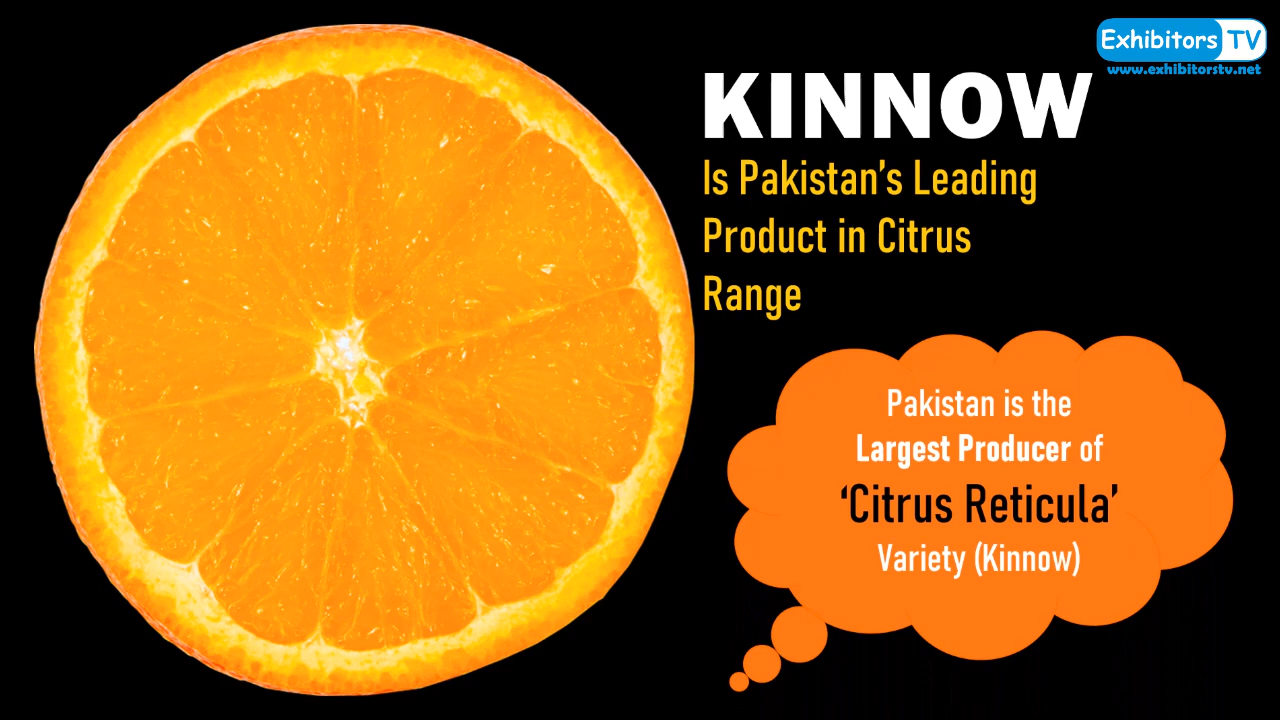 Exhibitors TV
www.exhibitorstv.net
KINNOW
Is Pakistan's Leading
Product in Citrus
Range
Pakistan is the
Largest Producer of
‘Citrus Reticula’
Variety (Kinnow)